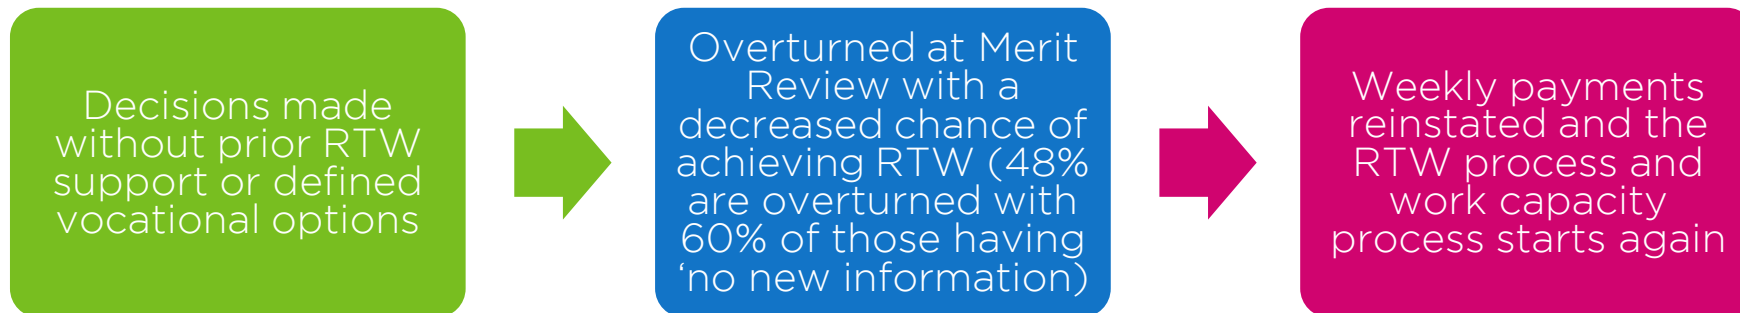 Decisions made
without prior RTW
support or defined
vocational options
Overturned at Merit
Review with a
decreased chance of
achieving RTW (48%
are overturned with
60% of those having
‘no new information)
Weekly payments
reinstated and the
RTW process and
work capacity
process starts again